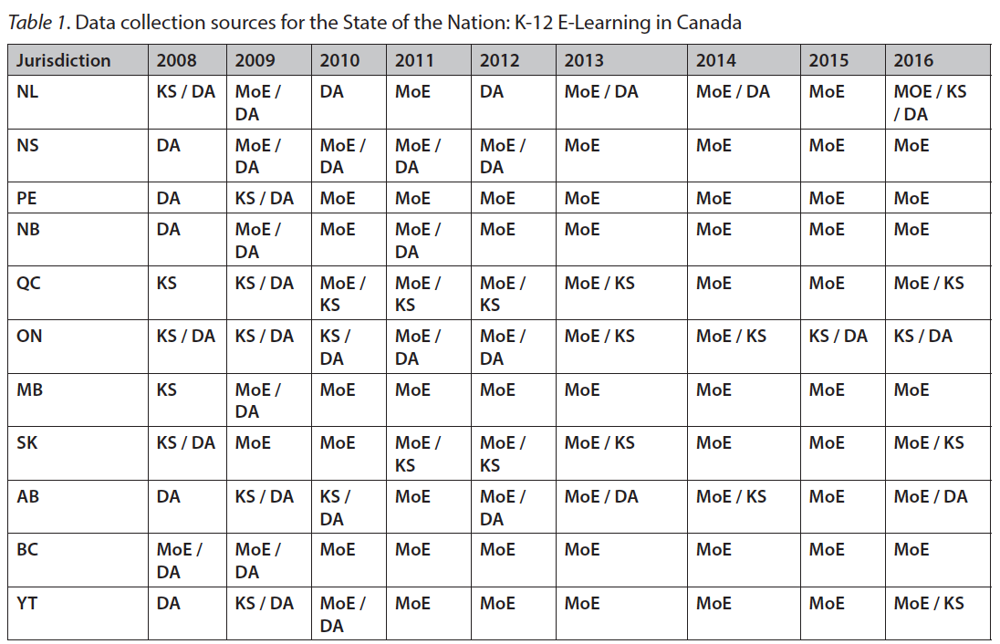 Table 1. Data collection sources for the State of the Nation: K-12 E-Learning in Canada
Jurisdiction 2008 2009 2010 2011 2012 2013 2014 2015 2016
NL KS / DA MoE / DA MoE DA MoE / DA MoE / DA MoE MOE / KS
DA / DA
NS DA MoE / MoE / MoE / MoE / MoE MoE MoE MoE
DA DA DA DA
PE DA KS / DA MoE MoE MoE MoE MoE MoE MoE
NB DA MoE / MoE MoE / MoE MoE MoE MoE MoE
DA DA
QC KS KS / DA MoE / MoE / MoE / MoE / KS MoE MoE MoE / KS
KS KS KS
ON KS / DA KS / DA KS / MoE / MoE / MoE / KS MoE / KS KS / DA KS / DA
DA DA DA
MB KS MoE / MoE MoE MoE MoE MoE MoE MoE
DA
SK KS / DA MoE MoE MoE / MoE / MoE / KS MoE MoE MoE / KS
KS KS
AB DA KS / DA KS / MoE MoE / MoE / DA MoE / KS MoE MoE / DA
DA DA
BC MoE / MoE / MoE MoE MoE MoE MoE MoE MoE
DA DA
YT DA KS / DA MoE / MoE MoE MoE MoE MoE MoE / KS
DA